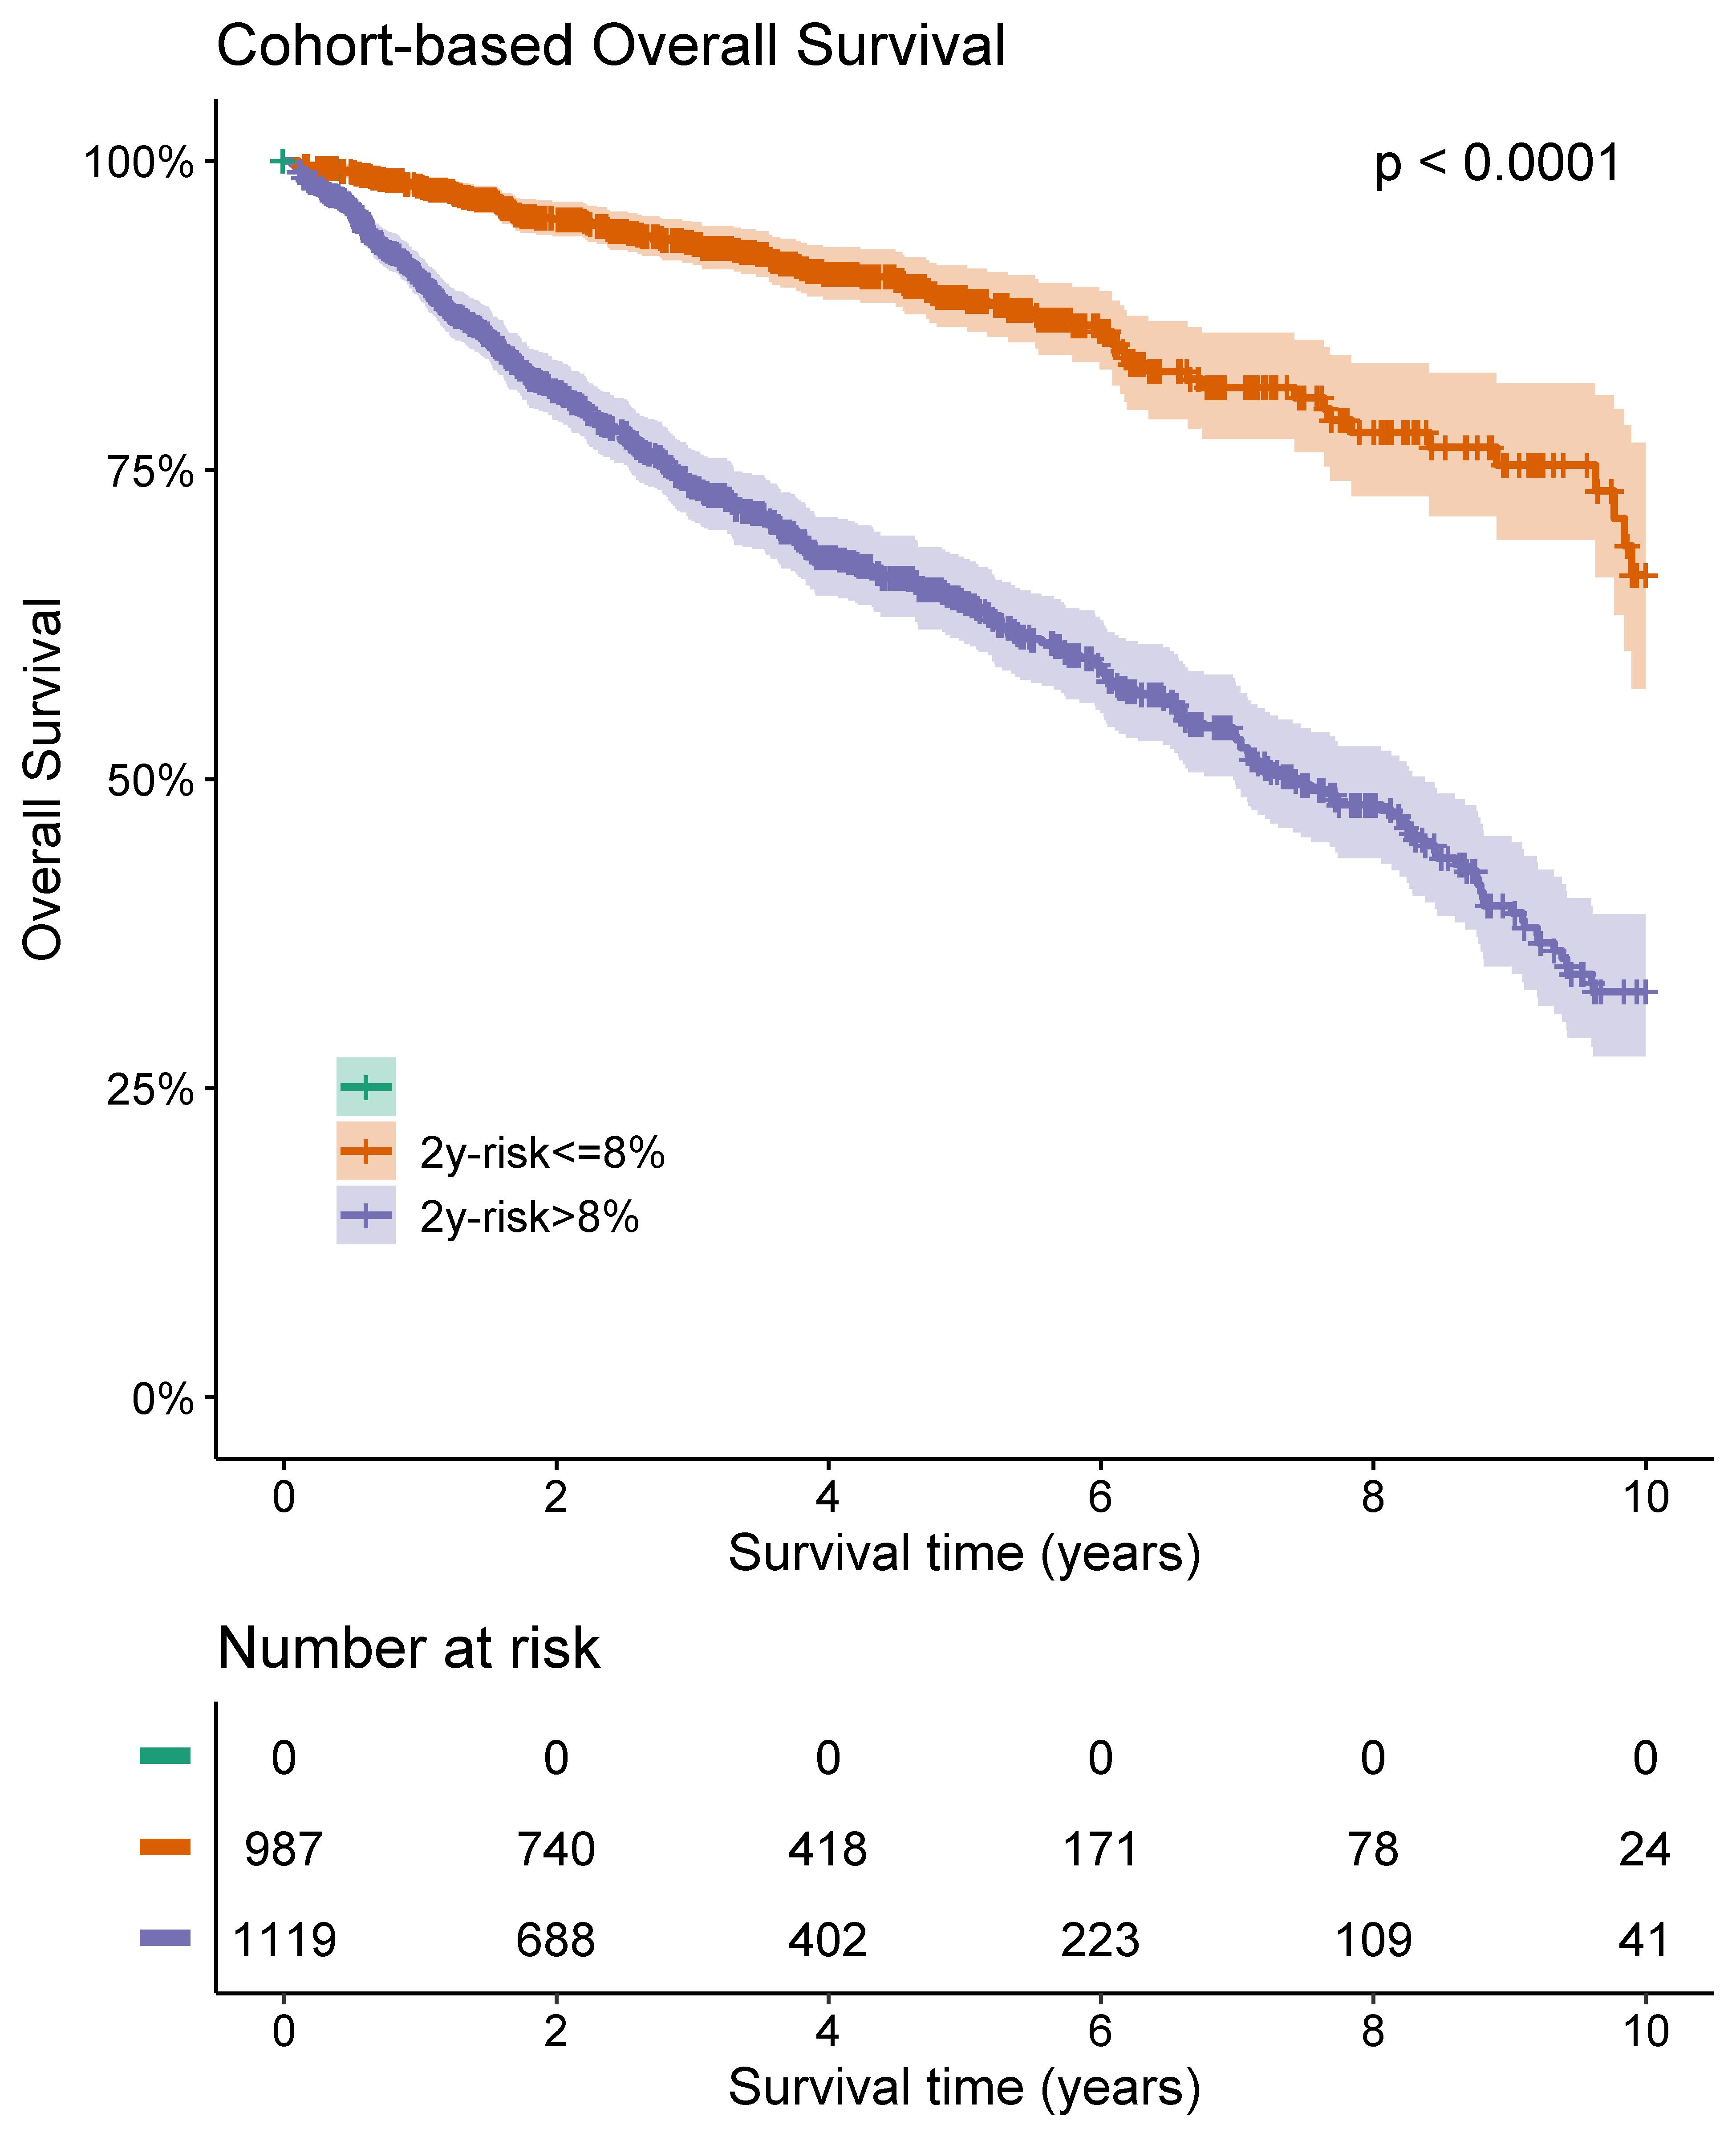 Cohort-based Overall Survival
p < 0.0001
100%
75%
50%
25%
0%
Overall Survival
2y-risk<=8%
2y-risk>8%
0 2 4 6 8 10
Survival time (years)
Number at risk
0 0 0 0 0 0
987 740 418 171 78 24
1119 688 402 223 109 41
0 2 4 6 8 10
Survival time (years)